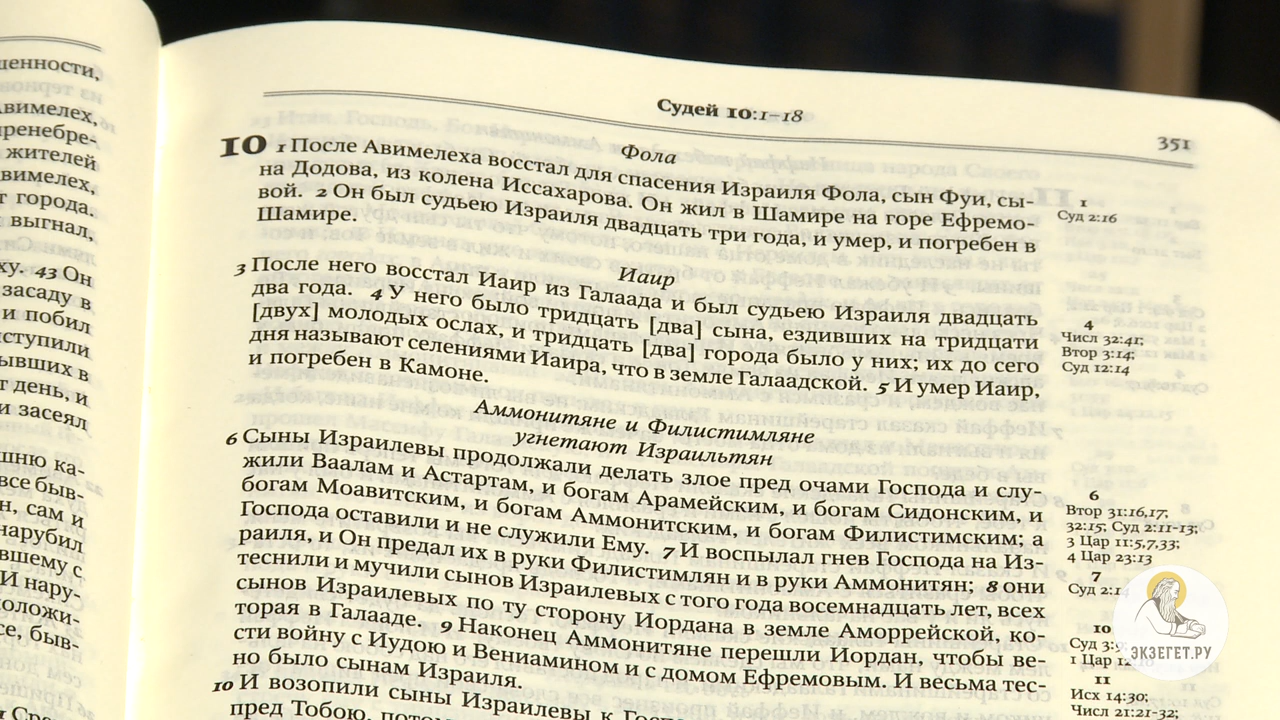 шенности,
Авимелех,
пренебре-
жителей
Авимелех,
города.
выгнал,
43 Он
засаду в
и побил
ступили
бывших в
день, и
и засеял
все быв-
сам и
нарубил
И нару-
быв-
Судей 10:1–18
351
Фола
10 1 После Авимелеха восстал для спасения Израиля Фола, сын Фуи, сы-
на Додова, из колена Иссахарова. Он жил в Шамире на горе Ефремо-
вой. 2 Он был судьею Израиля двадцать три года, и умер, и погребен в
Шамире.
Иаир
3 После него восстал Иаир из Галаада и был судьею Израиля двадцать
два года. 4 У него было тридцать [два] сына, ездивших на тридцати
[двух] молодых ослах, и тридцать [два] города было у них; их до сего
дня называют селениями Иаира, что в земле Галаадской. 5 И умер Иаир,
и погребен в Камоне.
Аммонитяне и Филистимляне
угнетают Израильтян
6 Сыны Израилевы продолжали делать злое пред очами Господа и слу-
жили Ваалам и Астартам, и богам Арамейским, и богам Сидонским, и
богам Моавитским, и богам Аммонитским, и богам Филистимским; а
Господа оставили и не служили Ему. 7 И воспылал гнев Господа на Из-
раиля, и Он предал их в руки Филистимлян и в руки Аммонитян; 8 они
теснили и мучили сынов Израилевых с того года восемнадцать лет, всех
сынов Израилевых по ту сторону Иордана в земле Аморрейской, ко-
торая в Галааде. 9 Наконец Аммонитяне перешли Иордан, чтобы ве-
сти войну с Иудою и Вениамином и с домом Ефремовым. И весьма тес-
но было сынам Израиля.
10 И возопили сыны Израилевы к
пред Тобою,
1
Суд 2:16
4
Числ 32:41;
Втор 3:14;
Суд 12:14
6
Втор 31:16,17;
32:15; Суд 2:11-13;
3 Цар 11:5,7,33;
4 Цар 23:13
7
Суд 2:14
10
Суд
1 Цар
11
Исх 14:30;
Числ 21:21-32;
ЭКЗЕГЕТ.РУ